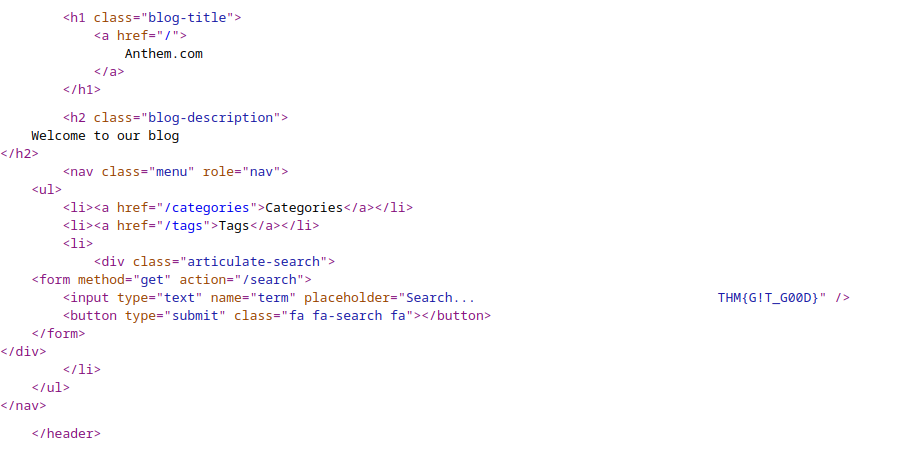 <h1 class="blog-title">
<a href="/">
Anthem.com
</a>
</h1>
<h2 class="blog-description">
Welcome to our blog
</h2>
<nav class="menu" role="nav">
<ul>
<li><a href="/categories">Categories</a></li>
<li><a href="/tags">Tags</a></li>
<li>
<div class="articulate-search">
<form method="get" action="/search">
<input type="text" name="term" placeholder="Search...                               THM{G!T_G00D}" />
<button type="submit" class="fa fa-search fa"></button>
</form>
</div>
</li>
</ul>
</nav>
</header>